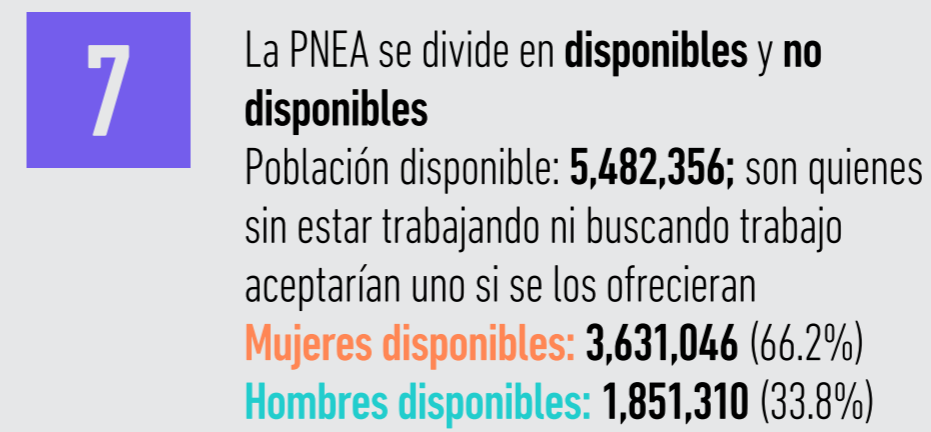 7
La PNEA se divide en disponibles y no
disponibles
Población disponible: 5,482,356; son quienes
sin estar trabajando ni buscando trabajo
aceptarían uno si se los ofrecieran
Mujeres disponibles: 3,631,046 (66.2%)
Hombres disponibles: 1,851,310 (33.8%)